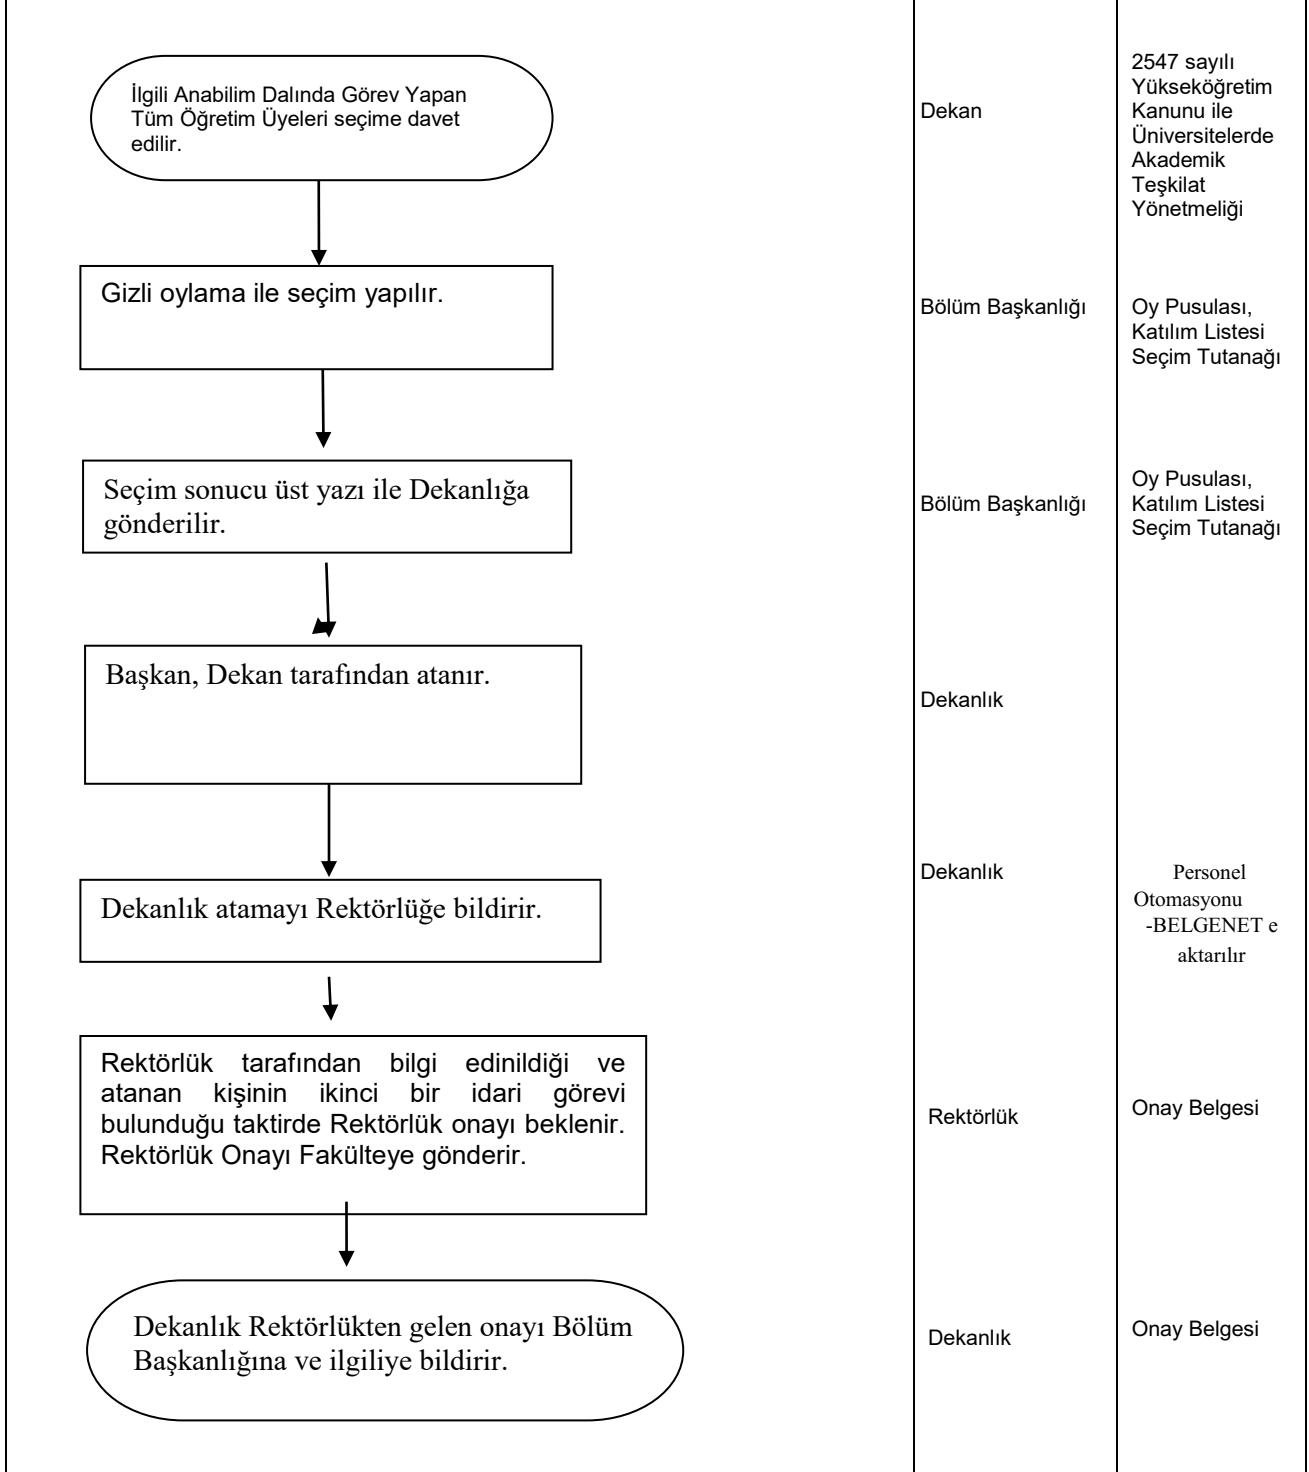 İlgili Anabilim Dalında Görev Yapan
Tüm Öğretim Üyeleri seçime davet
edilir.
Dekan
2547 sayılı
Yükseköğretim
Kanunu ile
Üniversitelerde
Akademik
Teşkilat
Yönetmeliği
Gizli oylama ile seçim yapılır.
Bölüm Başkanlığı
Oy Pusulası,
Katılım Listesi
Seçim Tutanağı
Seçim sonucu üst yazı ile Dekanlığa
gönderilir.
Bölüm Başkanlığı
Oy Pusulası,
Katılım Listesi
Seçim Tutanağı
Başkan, Dekan tarafından atanır.
Dekanlık
Dekanlık atamayı Rektörlüğe bildirir.
Dekanlık
Personel
Otomasyonu
-BELGENET e
aktarılır
Rektörlük tarafından bilgi edinildiği ve
atanan kişinin ikinci bir idari görevi
bulunduğu taktirde Rektörlük onayı beklenir.
Rektörlük Onayı Fakülteye gönderir.
Rektörlük
Onay Belgesi
Dekanlık Rektörlükten gelen onayı Bölüm
Başkanlığına ve ilgiliye bildirir.
Dekanlık
Onay Belgesi